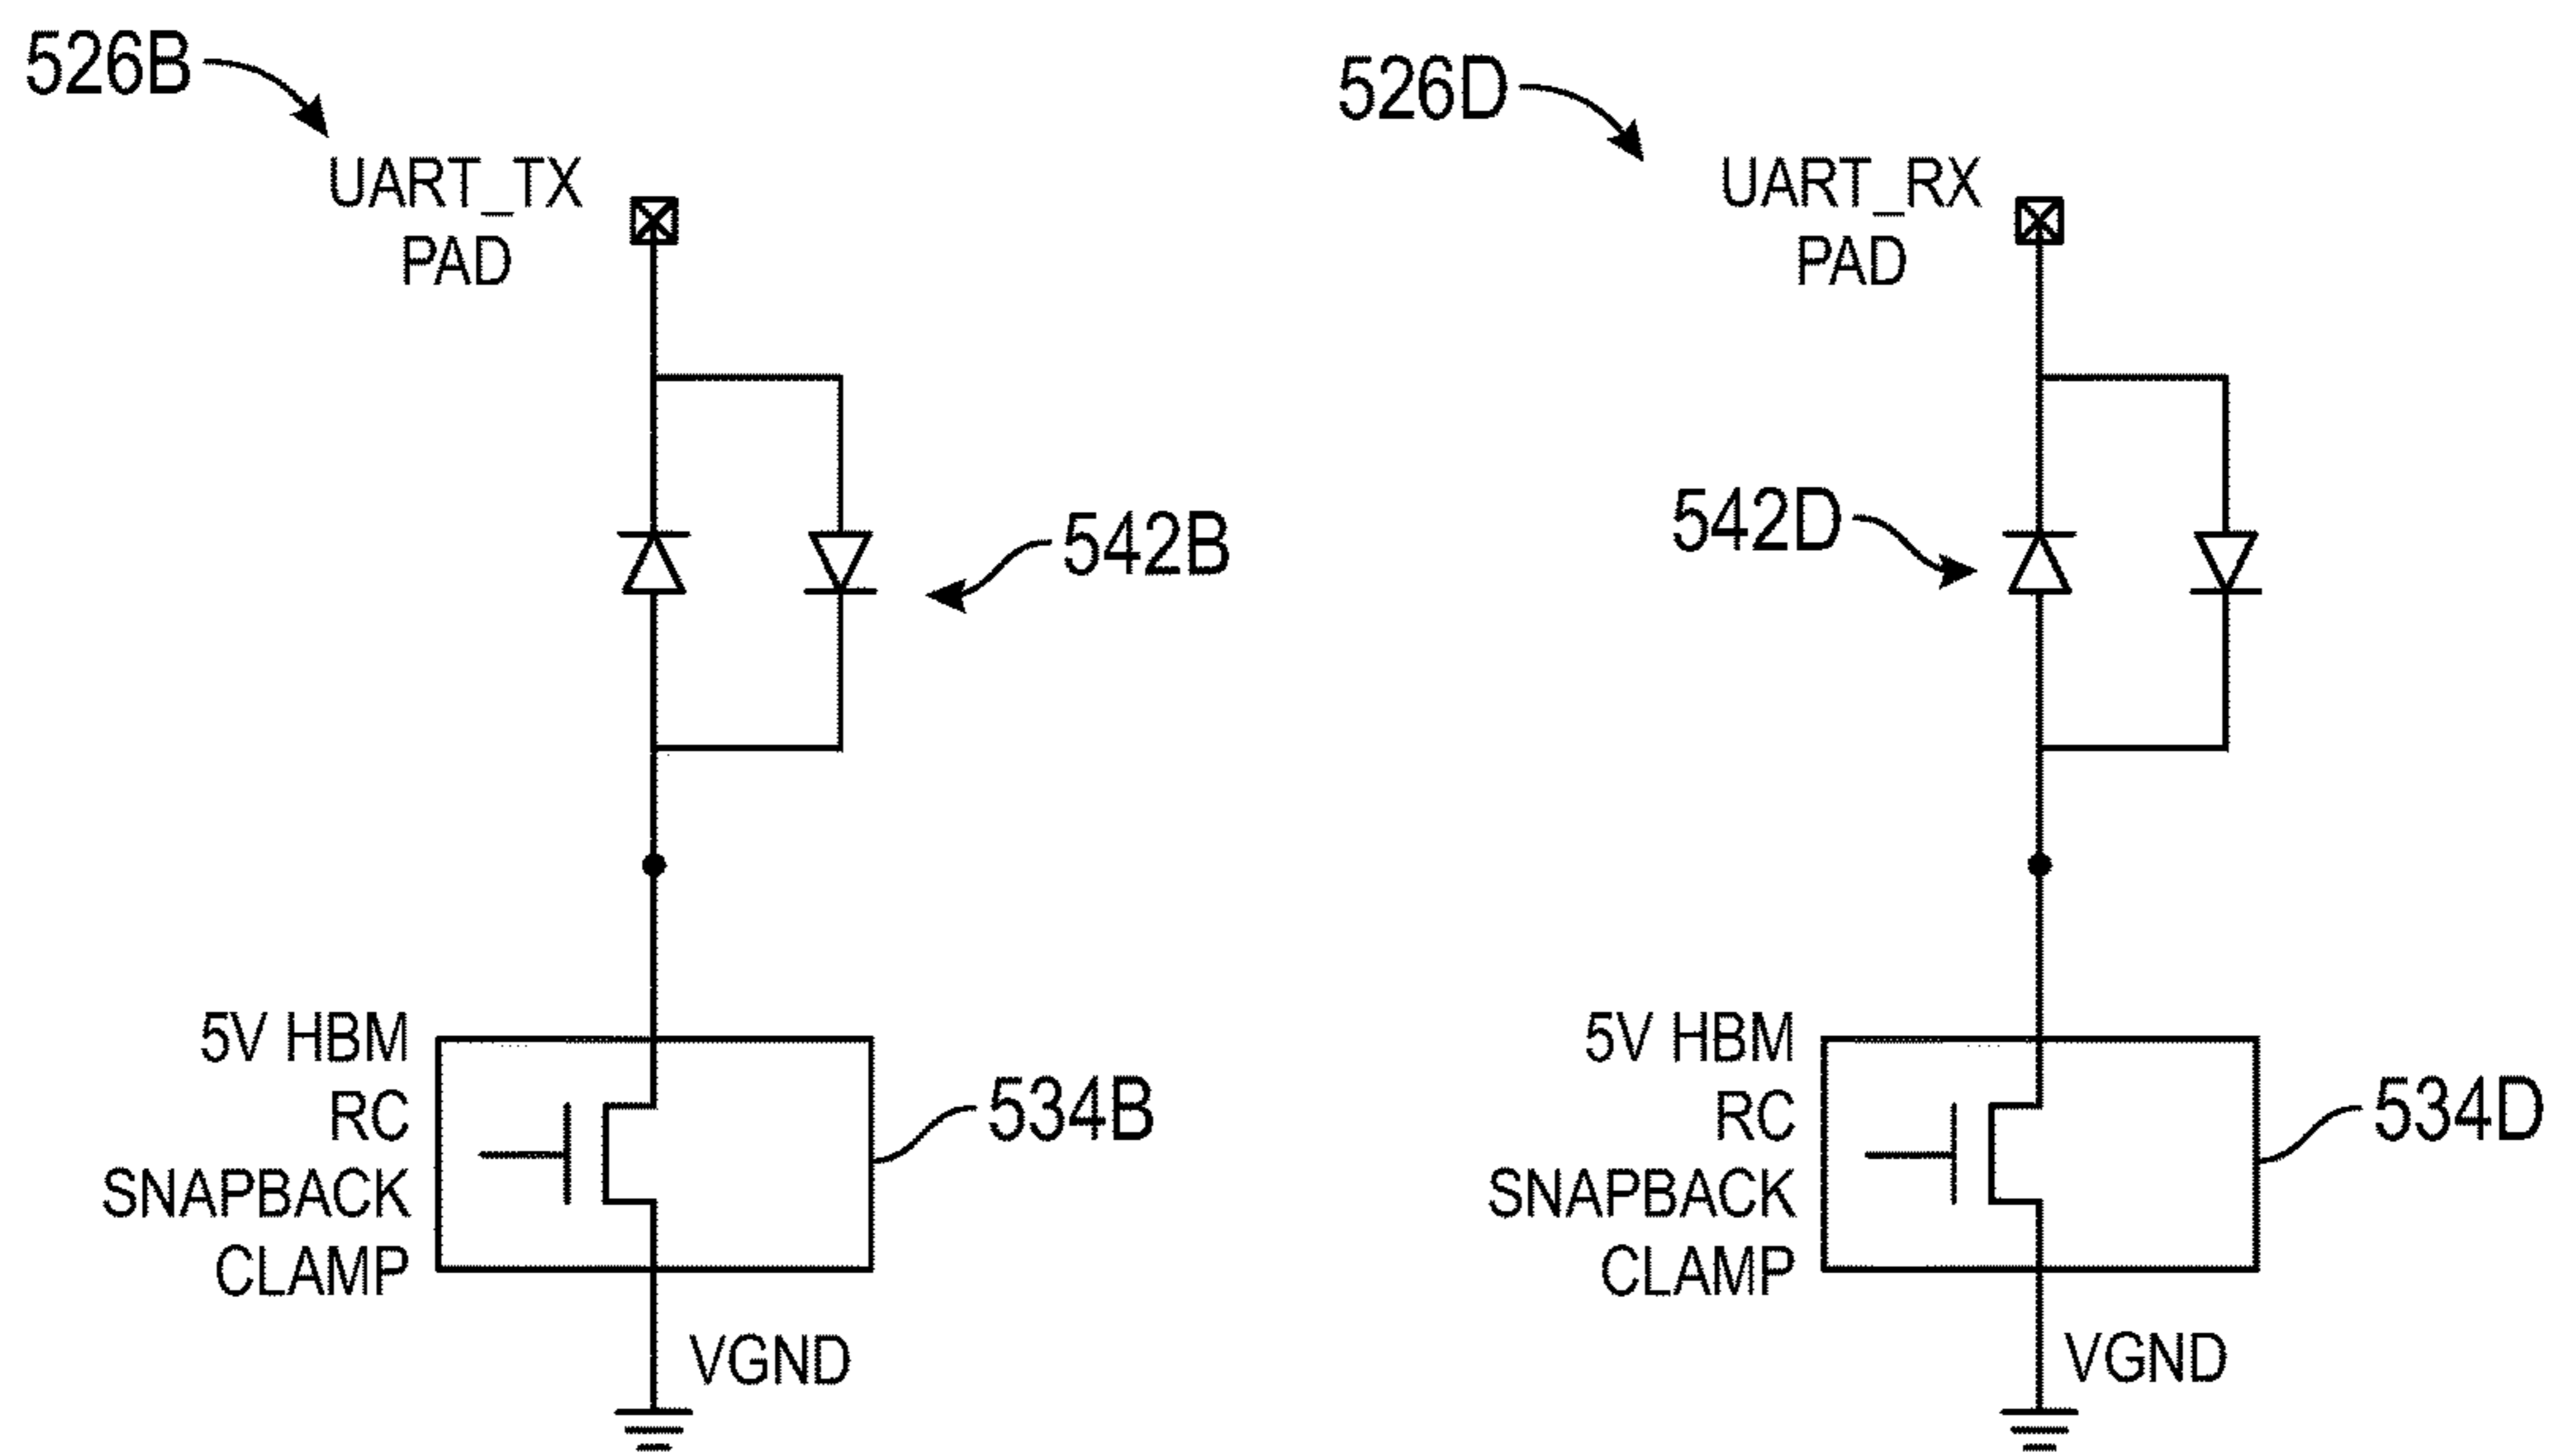 526B
UART_TX
PAD
542B
5V HBM
RC
SNAPBACK
CLAMP
534B
VGND
526D
UART_RX
PAD
542D
5V HBM
RC
SNAPBACK
CLAMP
534D
VGND